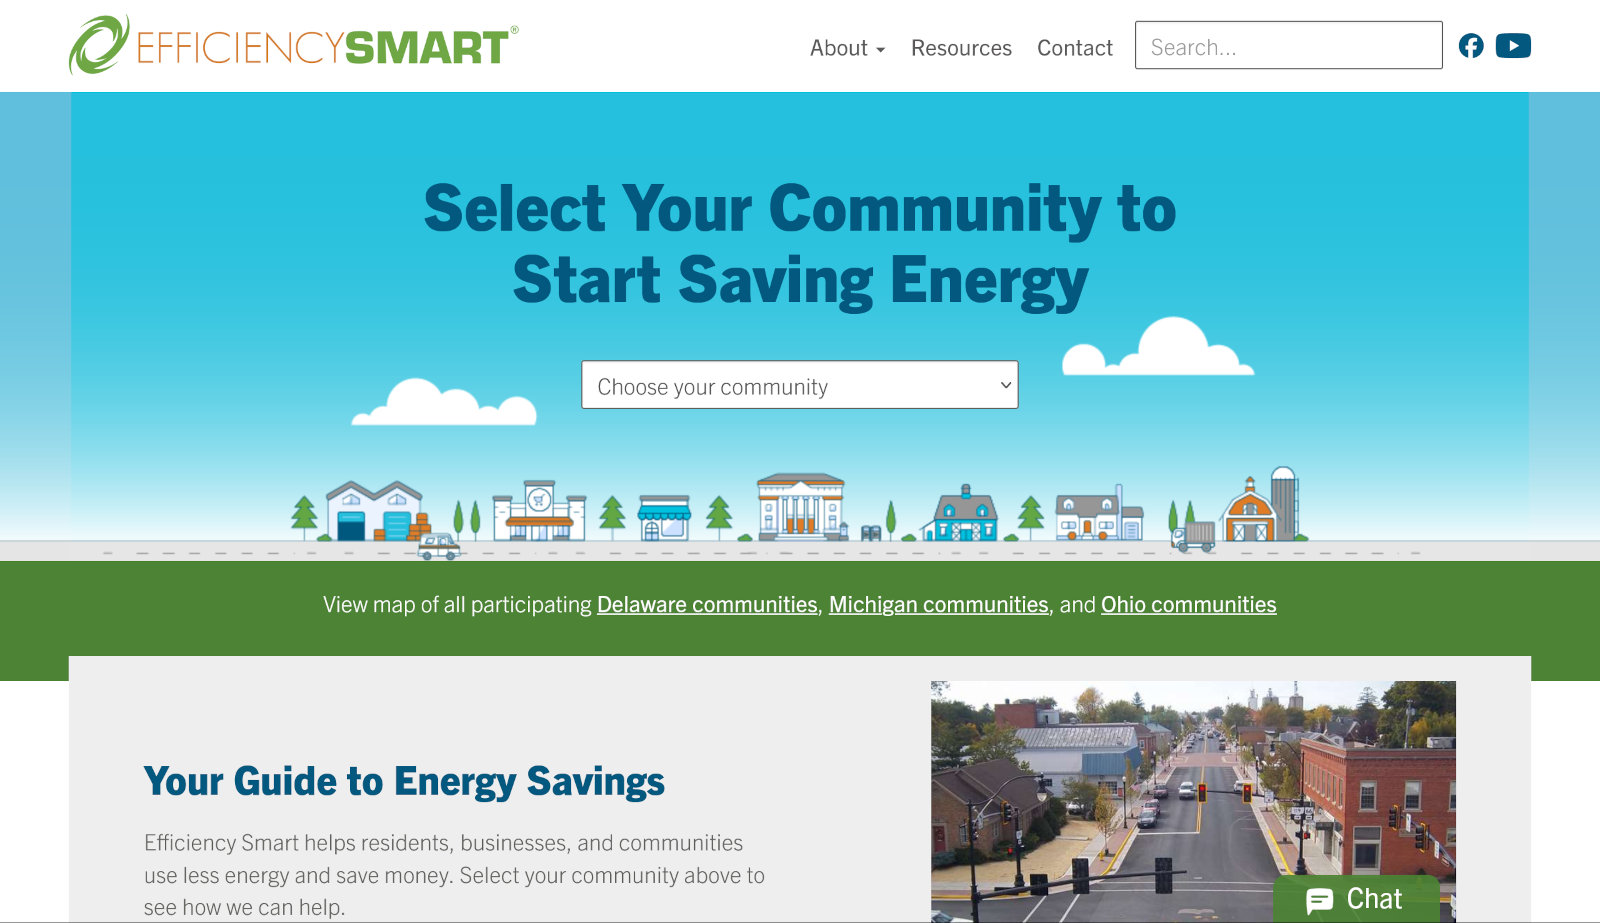 EFFICIENCYSMART®
About
Resources
Contact
Search...
Select Your Community to
Start Saving Energy
Choose your community
View map of all participating Delaware communities, Michigan communities, and Ohio communities
Your Guide to Energy Savings
Efficiency Smart helps residents, businesses, and communities
use less energy and save money. Select your community above to
see how we can help.
Chat